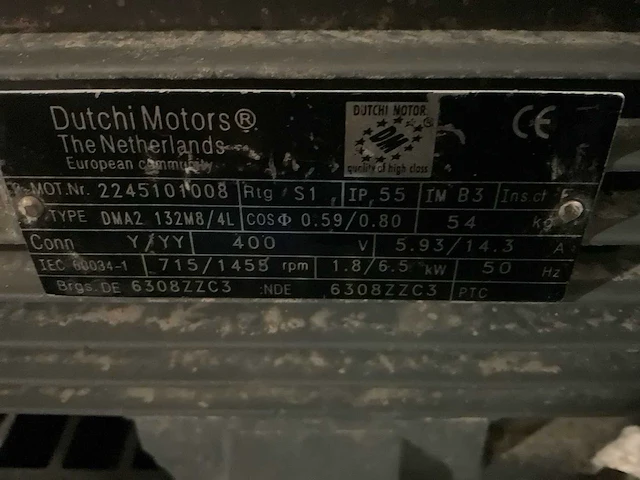 DutchiMotors®
The Netherlands
European community
DUTCHI MOTOR
®
DM
quality of high class
CE
MOT.Nr. 2245101008 Rtg S1 IP 55 IM B3 Ins.cl F
TYPE DMA2 132M8/4L COSΦ 0.59/0.80 54 Kg
Conn Y/YY 400 V 5.93/14.3 A
IEC 60034-1 715/1455 rpm 1.8/6.5 kW 50 Hz
Brgs.DE 6308ZZC3 :NDE 6308ZZC3 PTC